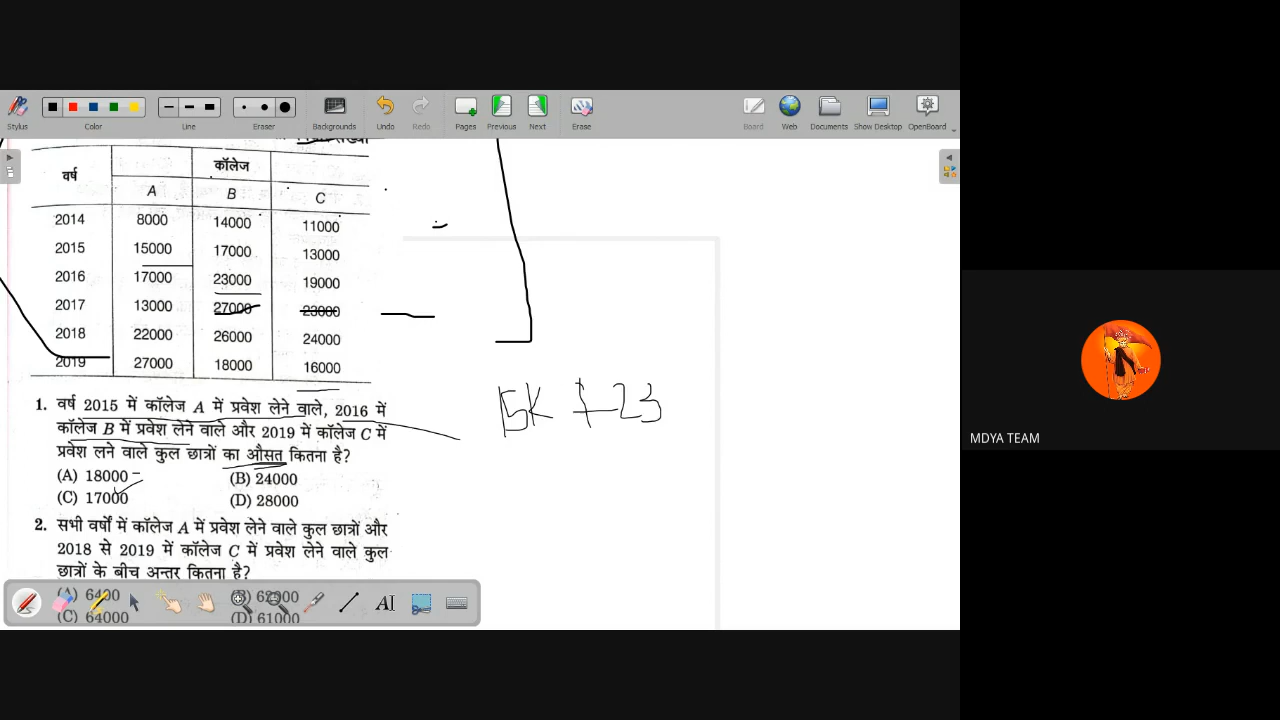 Stylus Color Line Eraser Backgrounds Undo Redo Pages Previous Next Erase Board Web Documents Show Desktop OpenBoard
वर्ष कॉलेज
A B C
2014 8000 14000 11000
2015 15000 17000 13000
2016 17000 23000 19000
2017 13000 27000 23000
2018 22000 26000 24000
2019 27000 18000 16000
15K + 23
1. वर्ष 2015 में कॉलेज A में प्रवेश लेने वाले, 2016 में
कॉलेज B में प्रवेश लेने वाले और 2019 में कॉलेज C में
प्रवेश लने वाले कुल छात्रों का औसत कितना है?
(A) 18000 (B) 24000
(C) 17000 (D) 28000
2. सभी वर्षों में कॉलेज A में प्रवेश लेने वाले कुल छात्रों और
2018 से 2019 में कॉलेज C में प्रवेश लेने वाले कुल
छात्रों के बीच अन्तर कितना है?
(A) 6400 (B) 62000
(C) 64000 (D) 61000
MDYA TEAM